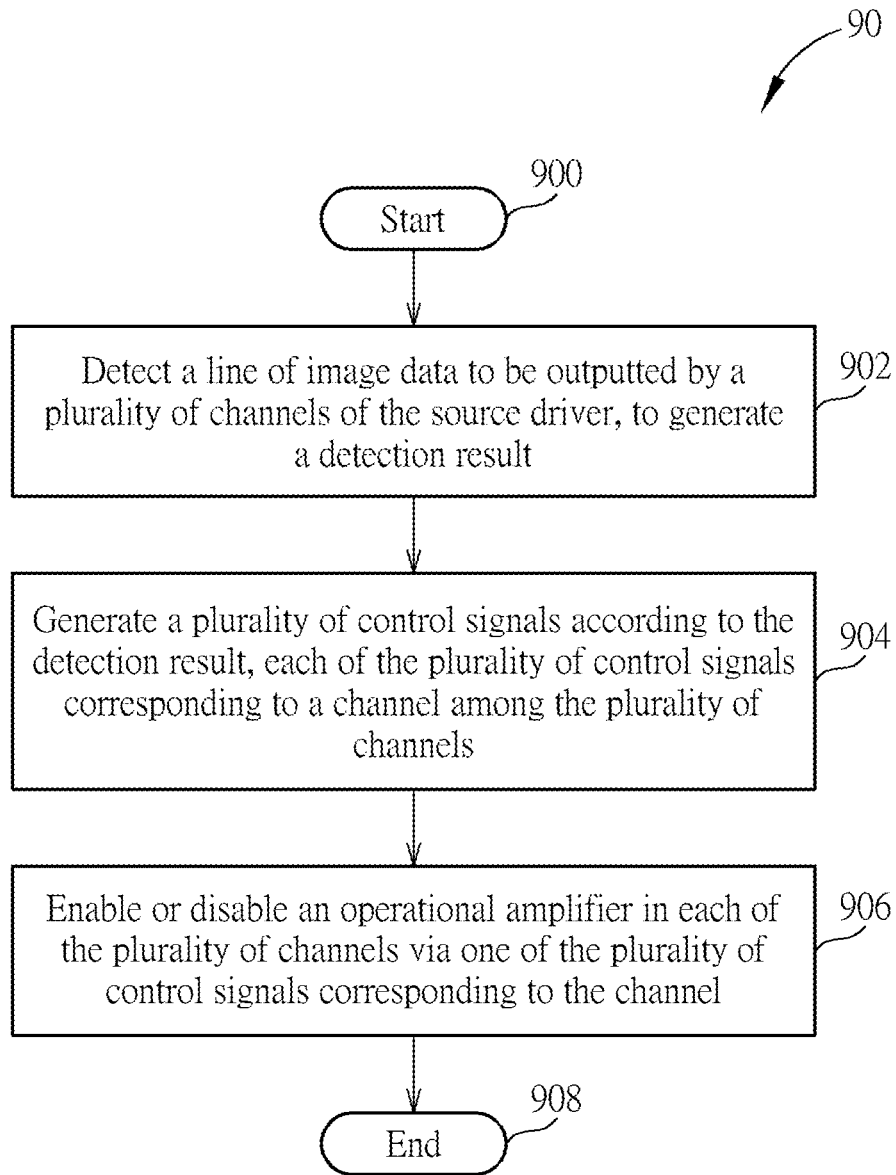 90
Start
900
Detect a line of image data to be outputted by a
plurality of channels of the source driver, to generate
a detection result
902
Generate a plurality of control signals according to the
detection result, each of the plurality of control signals
corresponding to a channel among the plurality of
channels
904
Enable or disable an operational amplifier in each of
the plurality of channels via one of the plurality of
control signals corresponding to the channel
906
End
908